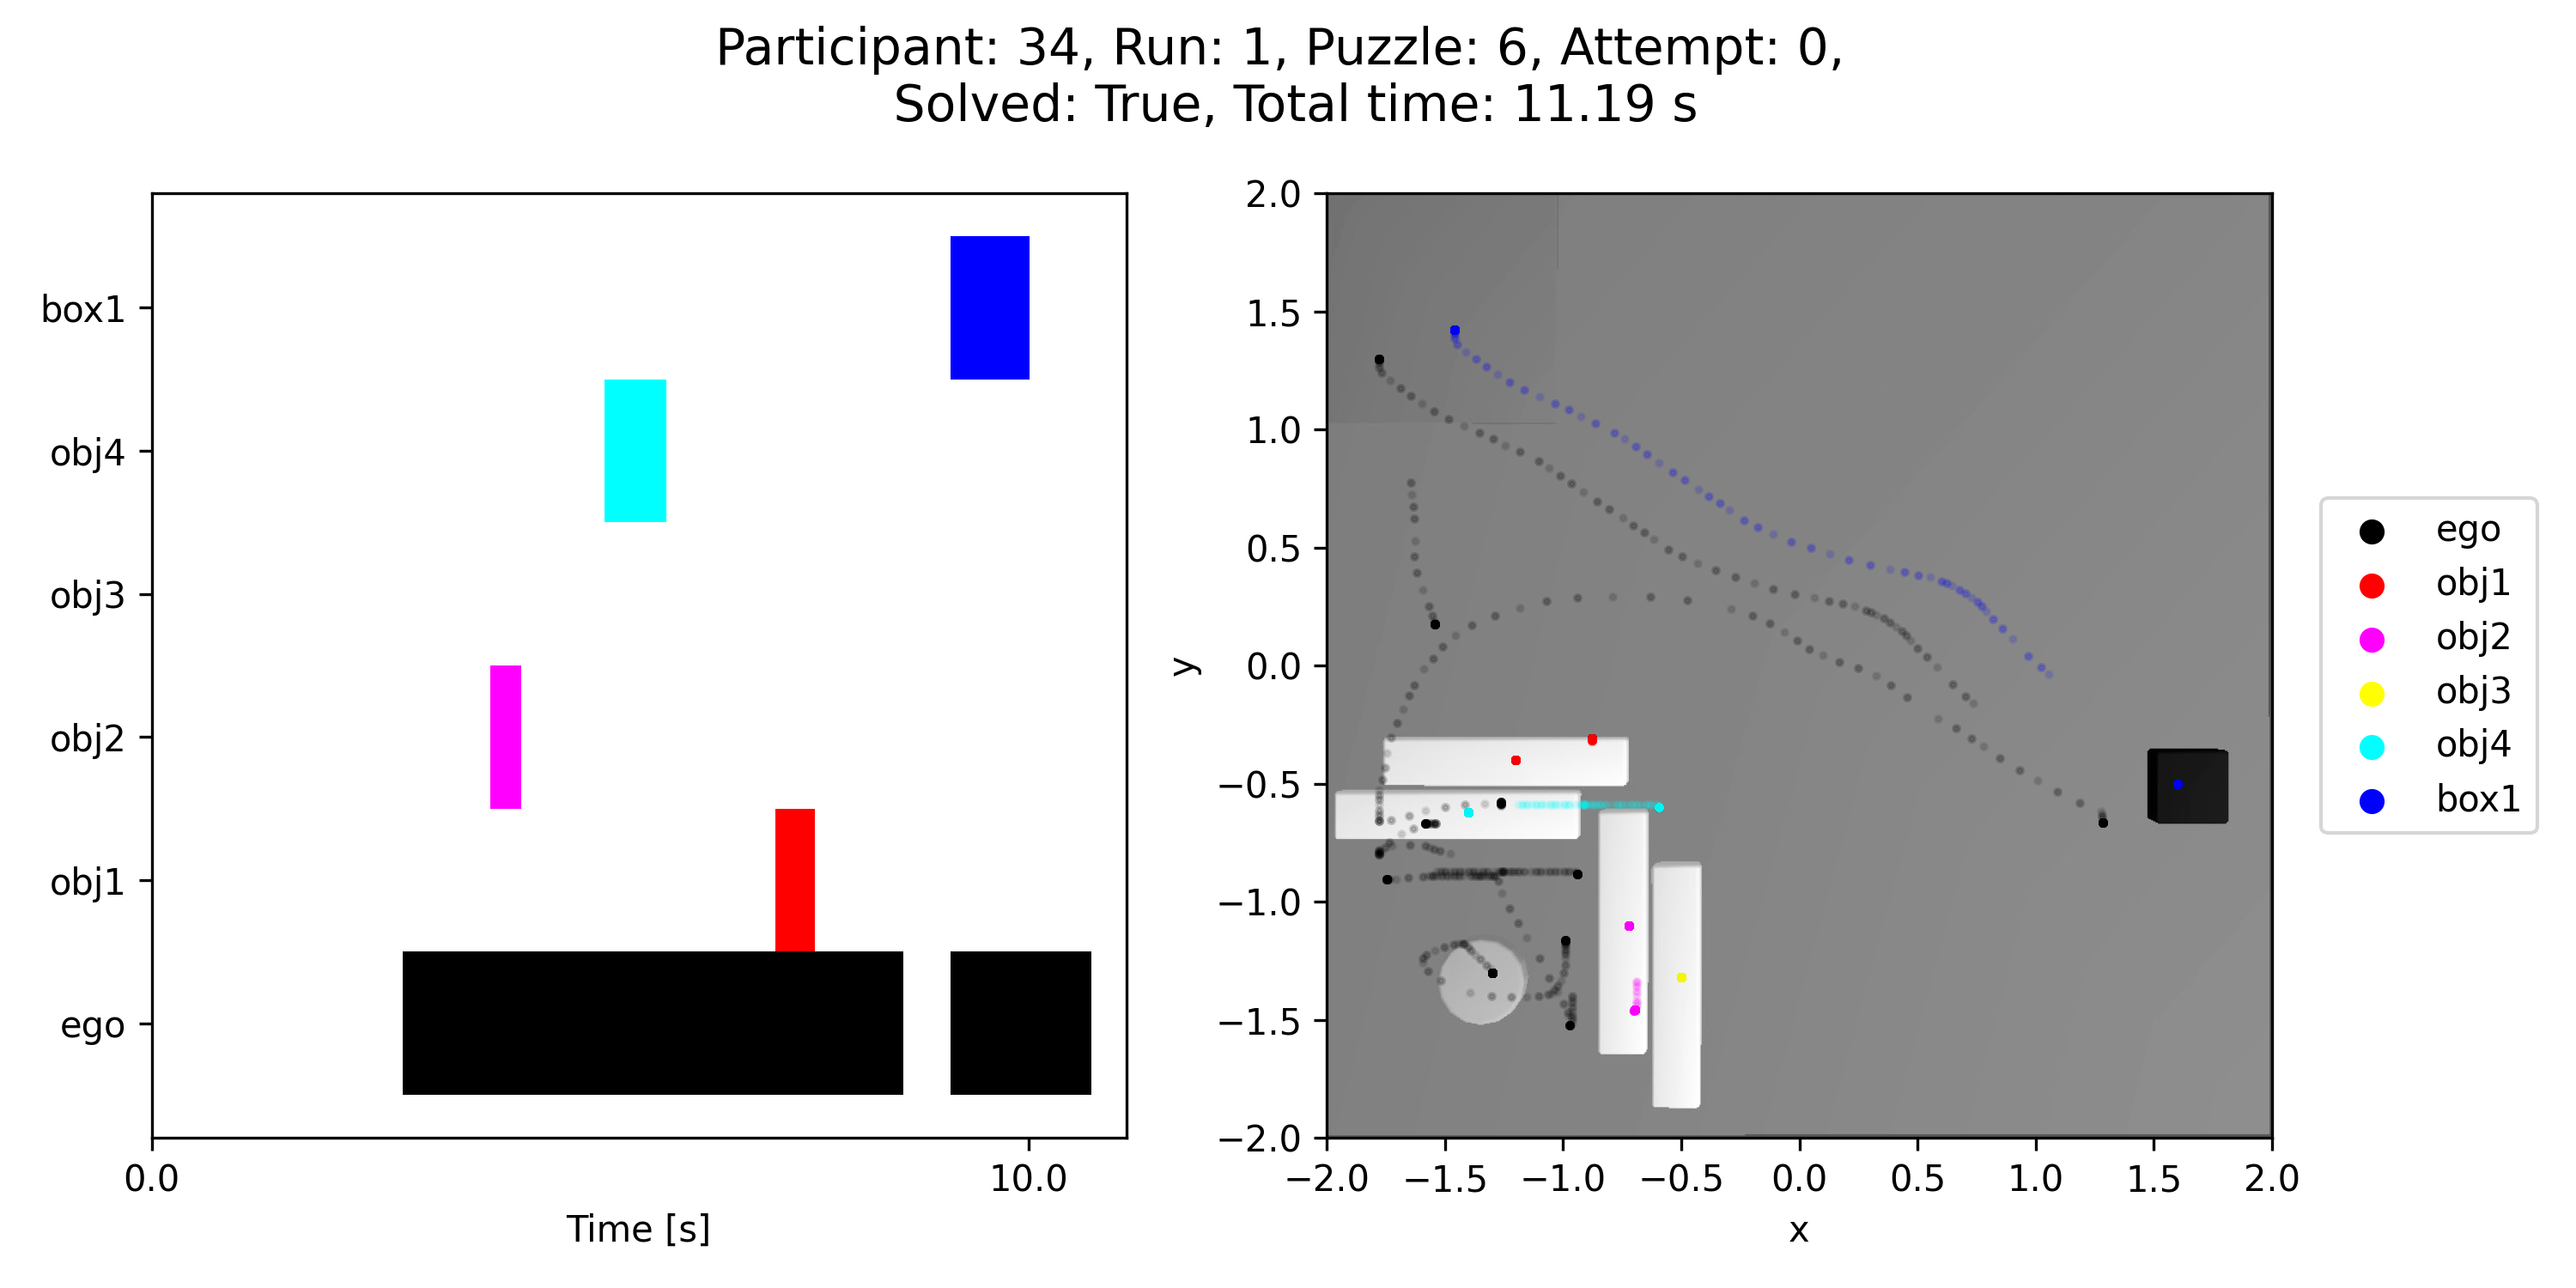 Participant: 34, Run: 1, Puzzle: 6, Attempt: 0,
Solved: True, Total time: 11.19 s
box1
obj4
obj3
obj2
obj1
ego
0.0
10.0
Time [s]
2.0
1.5
1.0
0.5
0.0
−0.5
−1.0
−1.5
−2.0
y
−2.0
−1.5
−1.0
−0.5
0.0
0.5
1.0
1.5
2.0
x
ego
obj1
obj2
obj3
obj4
box1